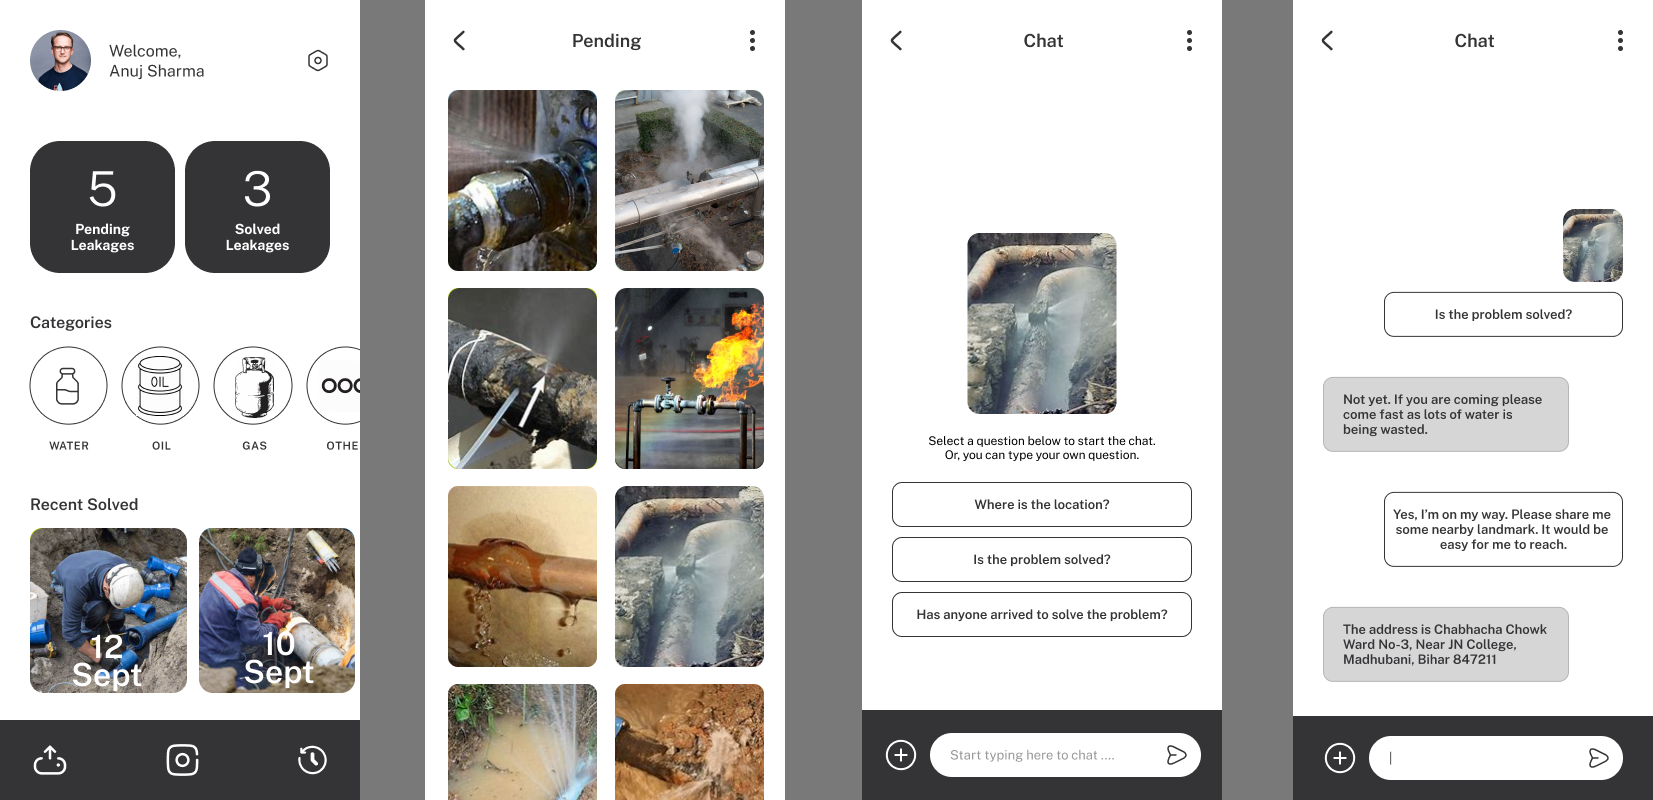 Welcome,
Anuj Sharma
5
Pending
Leakages
3
Solved
Leakages
Categories
OIL
WATER
OIL
GAS
OTHE
Recent Solved
12
Sept
10
Sept
Pending
Chat
Select a question below to start the chat.
Or, you can type your own question.
Where is the location?
Is the problem solved?
Has anyone arrived to solve the problem?
Start typing here to chat ....
Chat
Is the problem solved?
Not yet. If you are coming please
come fast as lots of water is
being wasted.
Yes, I'm on my way. Please share me
some nearby landmark. It would be
easy for me to reach.
The address is Chabhacha Chowk
Ward No-3, Near JN College,
Madhubani, Bihar 847211